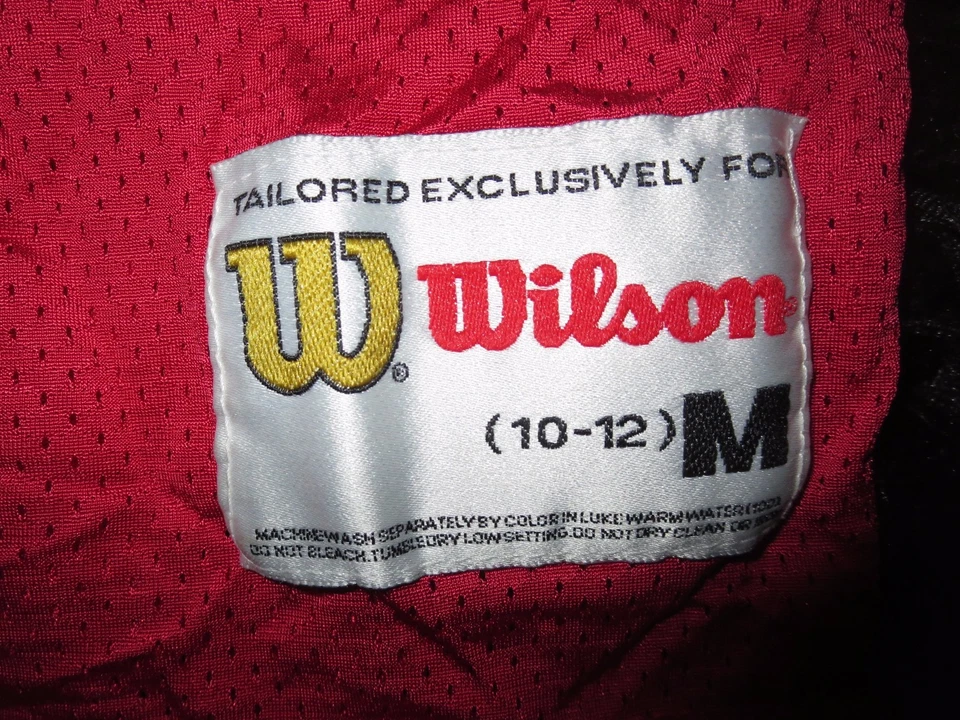 TAILORED EXCLUSIVELY FOR
W Wilson
(10-12) M
MACHINE WASH SEPARATELY BY COLOR IN LUKE WARM WATER
DO NOT BLEACH. TUMBLE DRY LOW SETTING. DO NOT DRY CLEAN OR